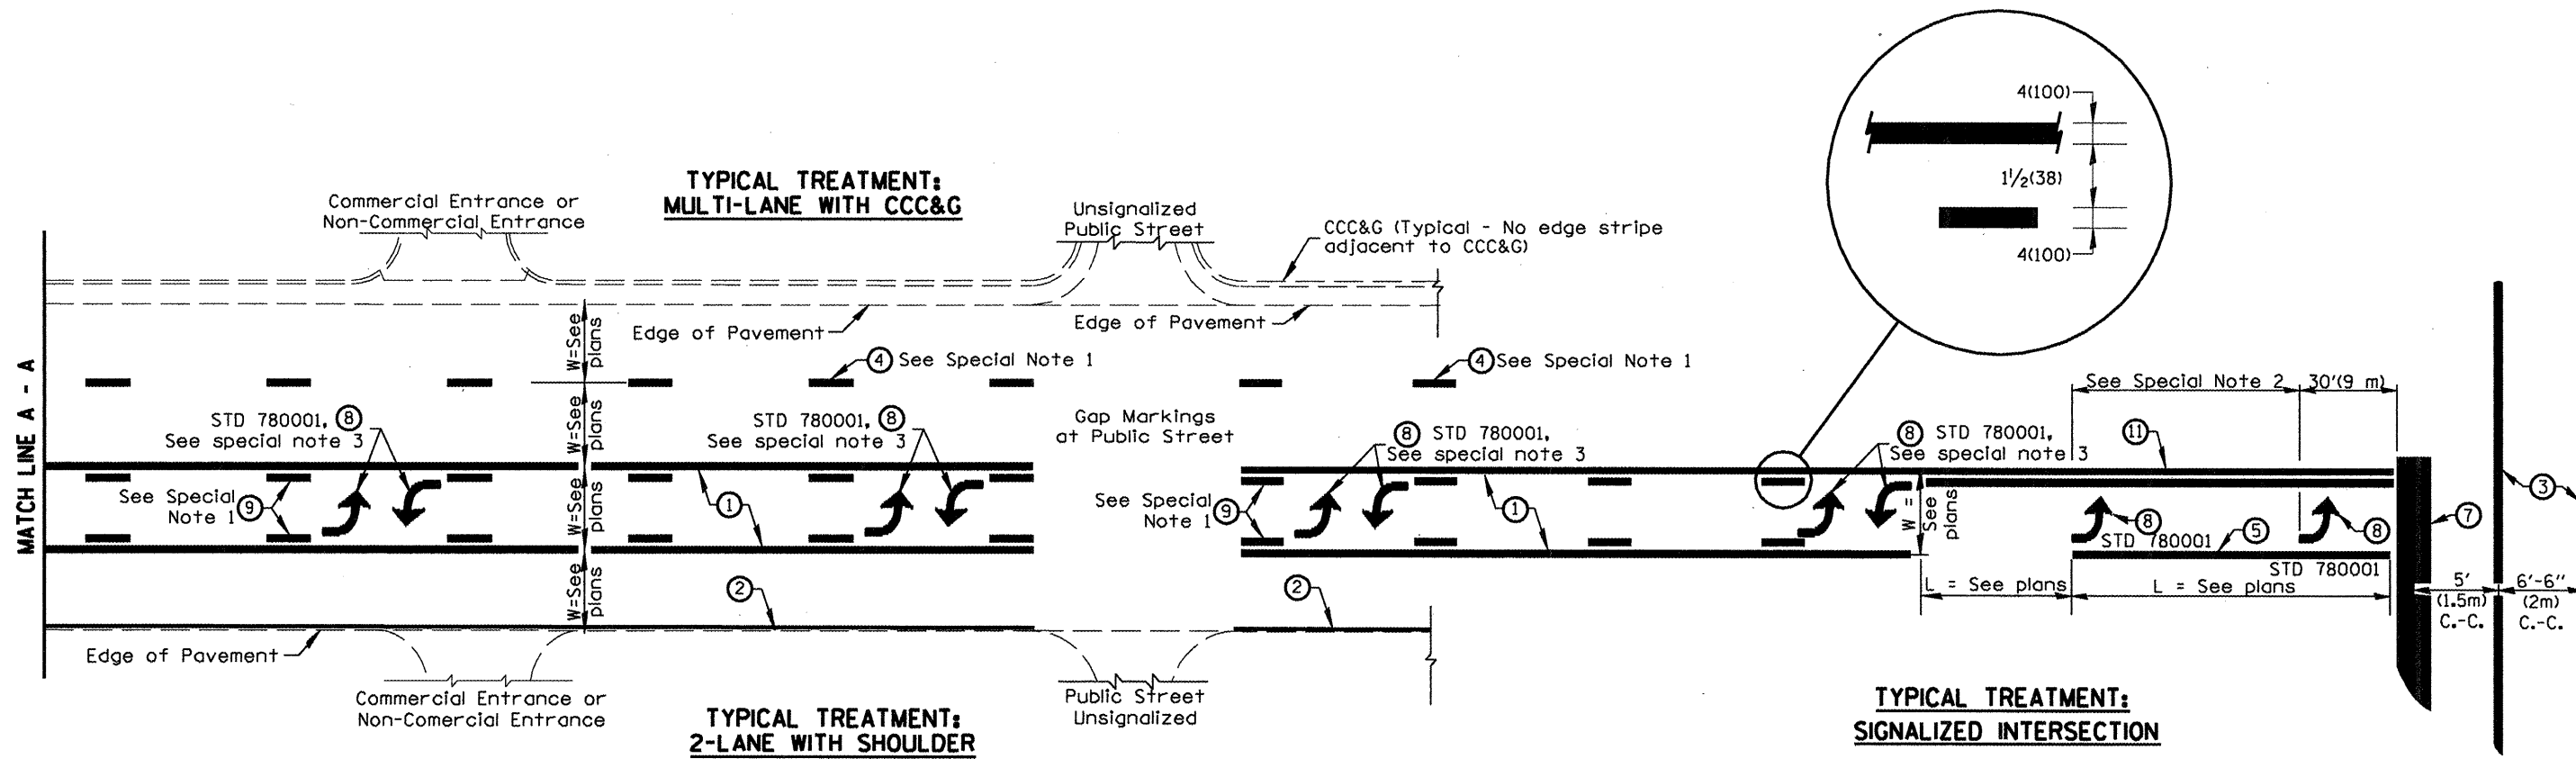 4(100)
1 1/2(38)
4(100)
TYPICAL TREATMENT:
MULTI-LANE WITH CCC&G
Commercial Entrance or
Non-Commercial Entrance
Unsignalized
Public Street
CCC&G (Typical - No edge stripe
adjacent to CCC&G)
MATCH LINE A - A
W=See
plans
Edge of Pavement
Edge of Pavement
4 See Special Note 1
4 See Special Note 1
See Special Note 2
30'(9 m)
STD 780001, 8
See special note 3
W=See
plans
STD 780001, 8
See special note 3
Gap Markings
at Public Street
8 STD 780001,
See special note 3
8 STD 780001,
See special note 3
11
See Special
Note 1 9
W=See
plans
1
See Special
Note 1 9
1
W =
See
plans
8
STD 780001
5
8
7
3
STD 780001
W=See
plans
2
2
L = See plans
L = See plans
5'
(1.5m)
C.-C.
6'-6"
(2m)
C.-C.
Edge of Pavement
Commercial Entrance or
Non-Comercial Entrance
Public Street
Unsignalized
TYPICAL TREATMENT:
2-LANE WITH SHOULDER
TYPICAL TREATMENT:
SIGNALIZED INTERSECTION